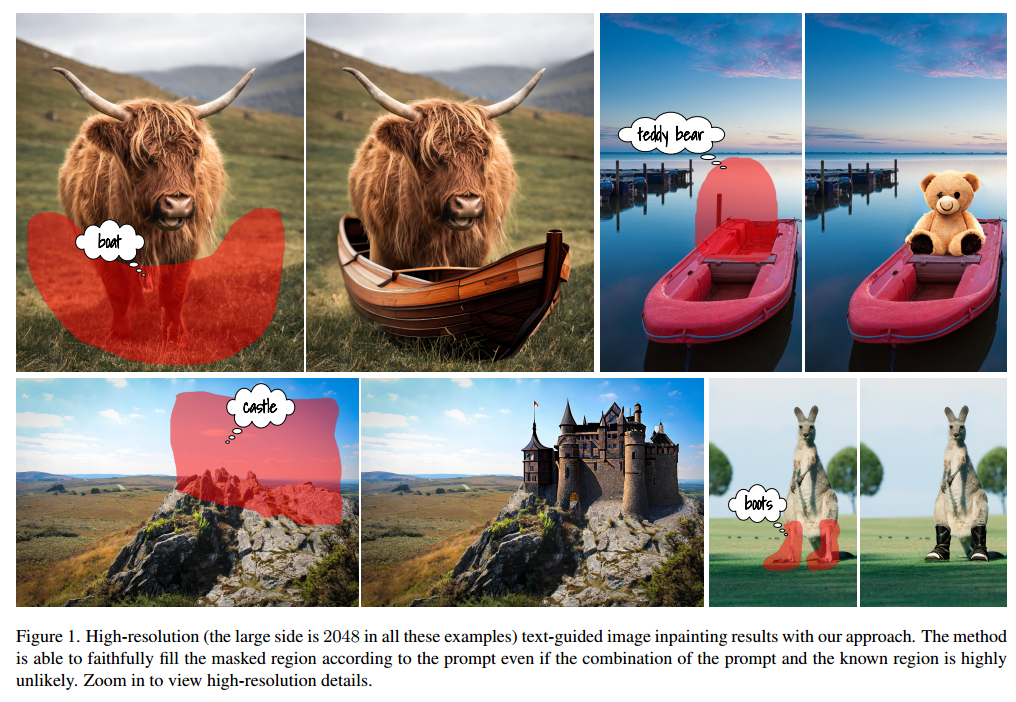 boat
teddy bear
castle
boots
Figure 1. High-resolution (the large side is 2048 in all these examples) text-guided image inpainting results with our approach. The method
is able to faithfully fill the masked region according to the prompt even if the combination of the prompt and the known region is highly
unlikely. Zoom in to view high-resolution details.